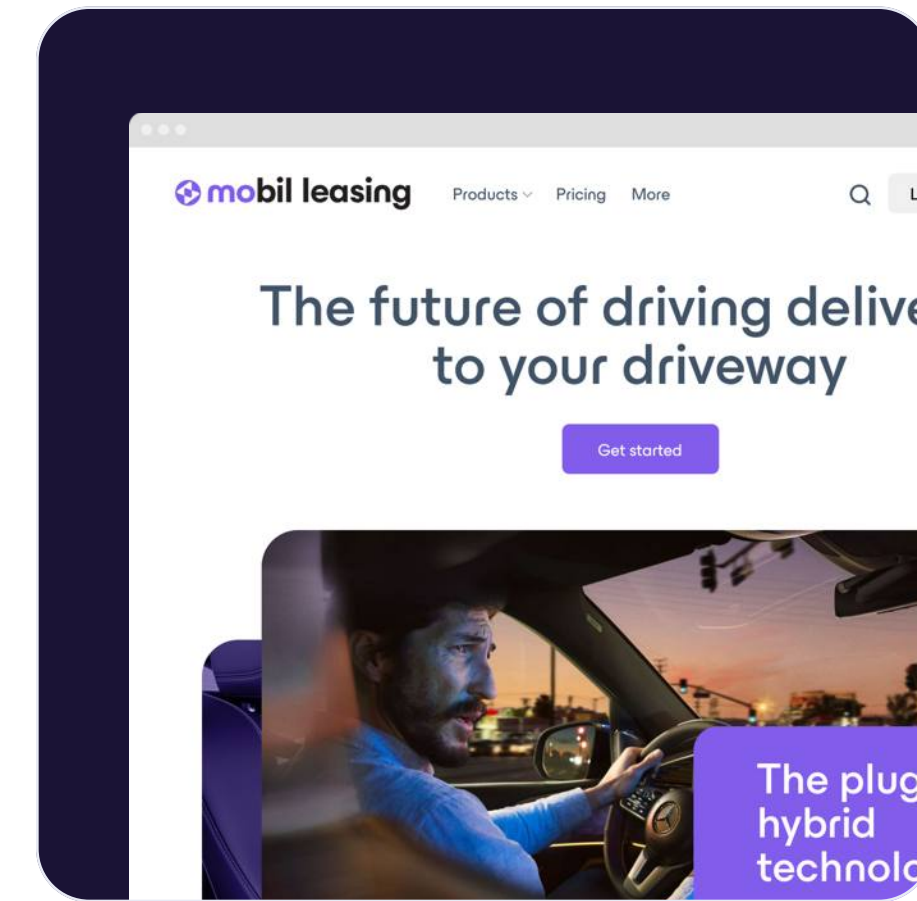 mobil leasing
Products
Pricing
More
L
The future of driving delive
to your driveway
Get started
The plug
hybrid
technolo